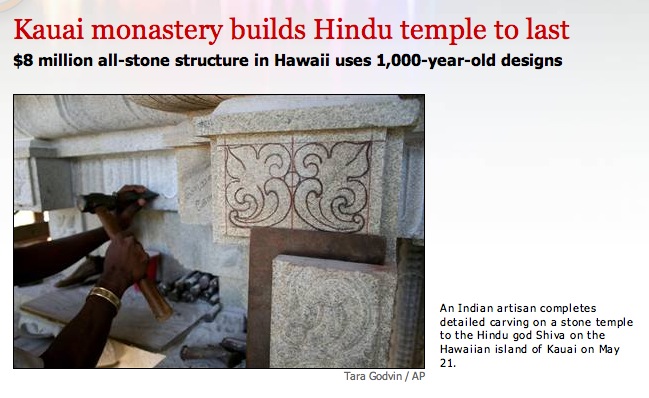 Kauai monastery builds Hindu temple to last
$8 million all-stone structure in Hawaii uses 1,000-year-old designs
An Indian artisan completes
detailed carving on a stone temple
to the Hindu god Shiva on the
Hawaiian island of Kauai on May
21.
Tara Godvin / AP